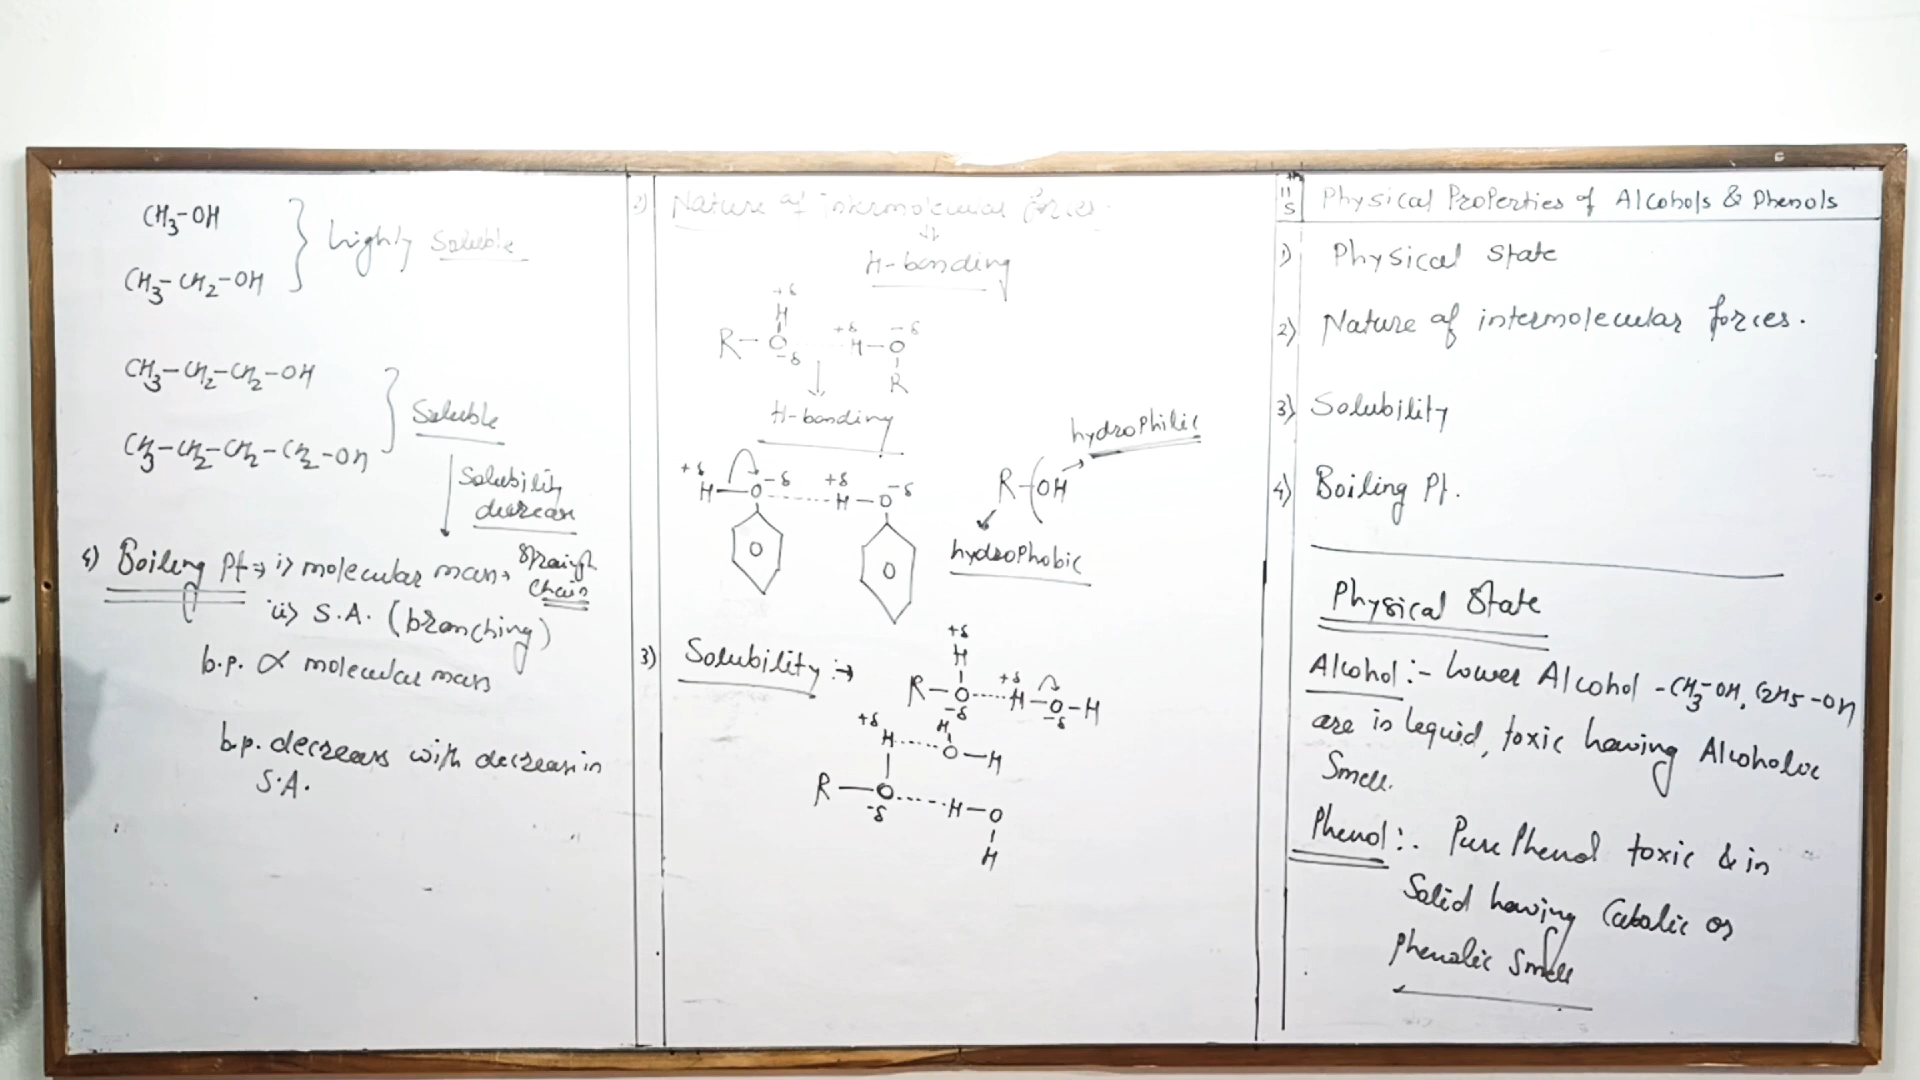 CH3-OH
CH3-CH2-OH
highly Soluble
CH3-CH2-CH2-OH
CH3-CH2-CH2-CH2-OH
Soluble
Solubility
decrease
4) Boiling Pt ⇒ i) molecular mass → Straight
Chain
ii) S.A. (branching)
b.p. ∝ molecular mass
b.p. decreases with decrease in
S.A.
2) Nature of intermolecular forces.
⇓
H-bonding
+δ
H
R-O ..... H-O
+δ -δ
-δ
R
H-bonding
+δ -δ +δ -δ
H-O ------ H-O
R-OH → hydrophilic
hydrophobic
3) Solubility :→
+δ
H
R-O ..... H-O-H
+δ
-δ -δ
+δ
H ..... O-H
H
R-O ..... H-O
-δ
H
11th
S
Physical Properties of Alcohols & Phenols
1) Physical State
2) Nature of intermolecular forces.
3) Solubility
4) Boiling Pt.
Physical State
Alcohol :- Lower Alcohol - CH3-OH, C2H5-OH
are is liquid, toxic having Alcoholic
Smell.
Phenol :- Pure Phenol toxic & in
Solid having Cabolic or
phenolic Smell